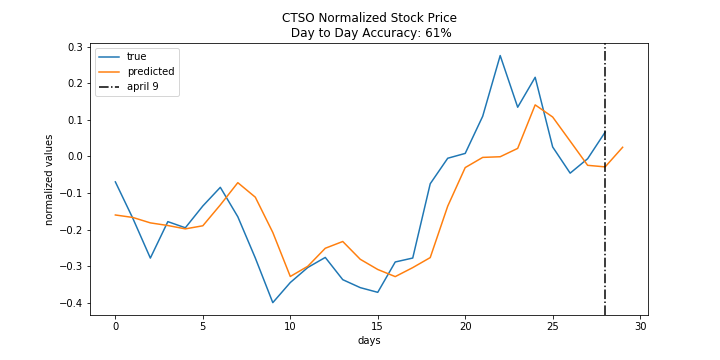 CTSO Normalized Stock Price
Day to Day Accuracy: 61%
true
predicted
april 9
normalized values
0.3
0.2
0.1
0.0
−0.1
−0.2
−0.3
−0.4
0
5
10
15
20
25
30
days